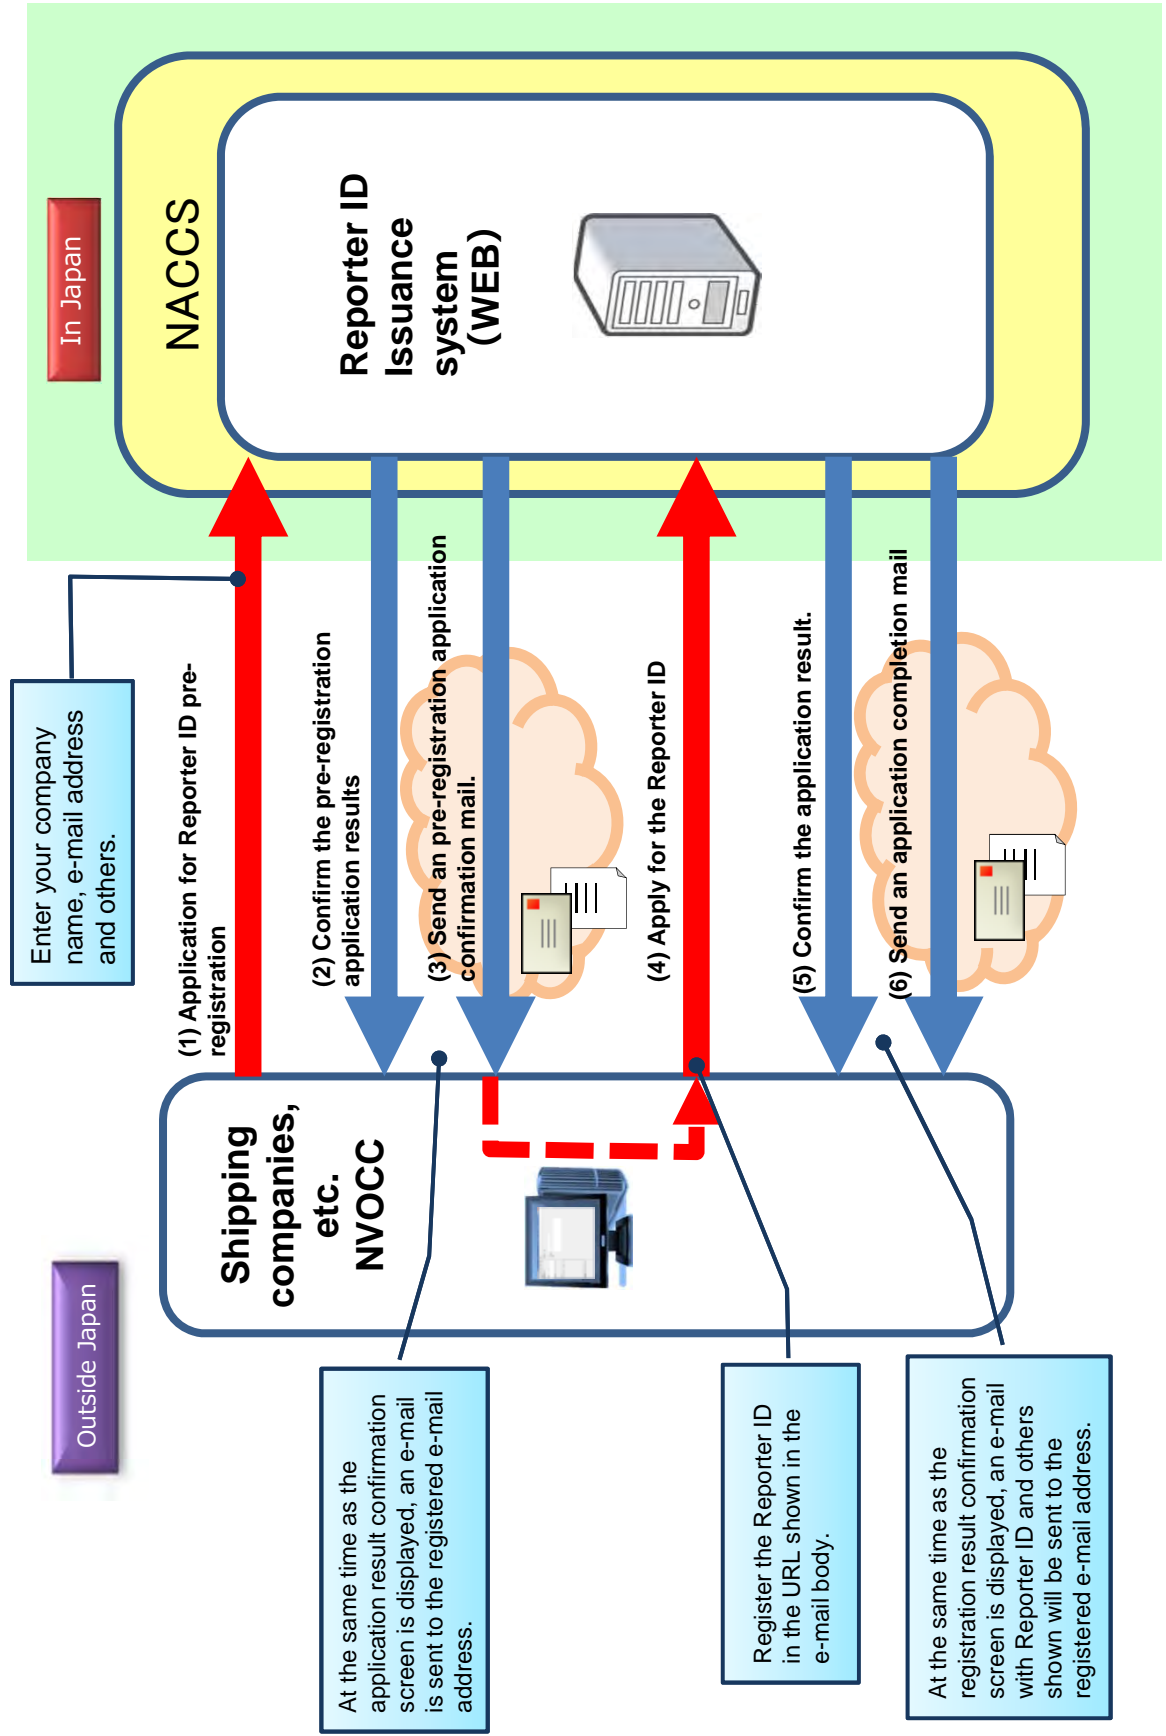 Outside Japan
In Japan
Enter your company
name, e-mail address
and others.
NACCS
Reporter ID
Issuance
system
(WEB)
Shipping
companies,
etc.
NVOCC
(1) Application for Reporter ID pre-
registration
(2) Confirm the pre-registration
application results
(3) Send an pre-registration application
confirmation mail.
(4) Apply for the Reporter ID
(5) Confirm the application result.
(6) Send an application completion mail
At the same time as the
application result confirmation
screen is displayed, an e-mail
is sent to the registered e-mail
address.
Register the Reporter ID
in the URL shown in the
e-mail body.
At the same time as the
registration result confirmation
screen is displayed, an e-mail
with Reporter ID and others
shown will be sent to the
registered e-mail address.